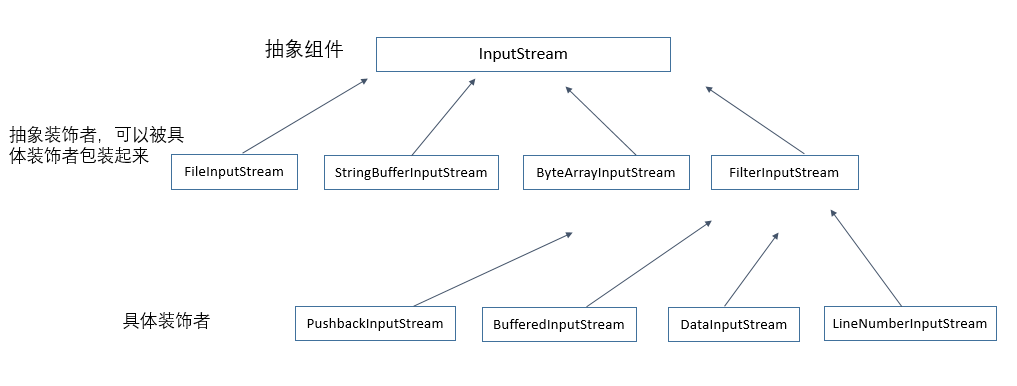 抽象组件
InputStream
抽象装饰者，可以被具
体装饰者包装起来
FileInputStream
StringBufferInputStream
ByteArrayInputStream
FilterInputStream
具体装饰者
PushbackInputStream
BufferedInputStream
DataInputStream
LineNumberInputStream